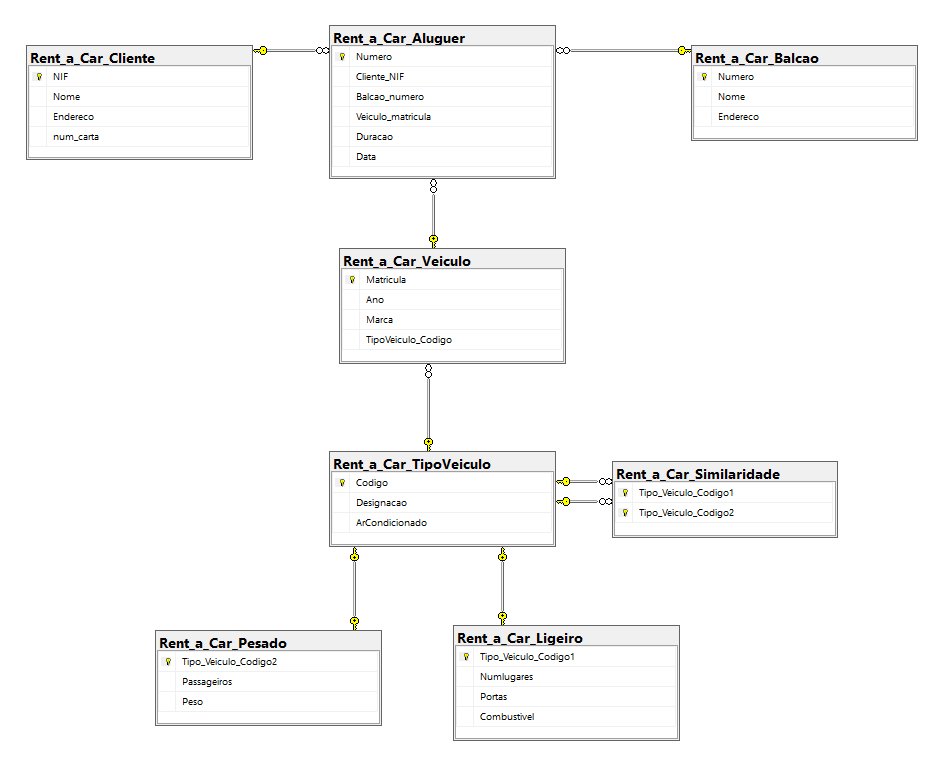 Rent_a_Car_Cliente
NIF
Nome
Endereco
num_carta
Rent_a_Car_Aluguer
Numero
Cliente_NIF
Balcao_numero
Veiculo_matricula
Duracao
Data
Rent_a_Car_Balcao
Numero
Nome
Endereco
Rent_a_Car_Veiculo
Matricula
Ano
Marca
TipoVeiculo_Codigo
Rent_a_Car_TipoVeiculo
Codigo
Designacao
ArCondicionado
Rent_a_Car_Similaridade
Tipo_Veiculo_Codigo1
Tipo_Veiculo_Codigo2
Rent_a_Car_Pesado
Tipo_Veiculo_Codigo2
Passageiros
Peso
Rent_a_Car_Ligeiro
Tipo_Veiculo_Codigo1
Numlugares
Portas
Combustivel